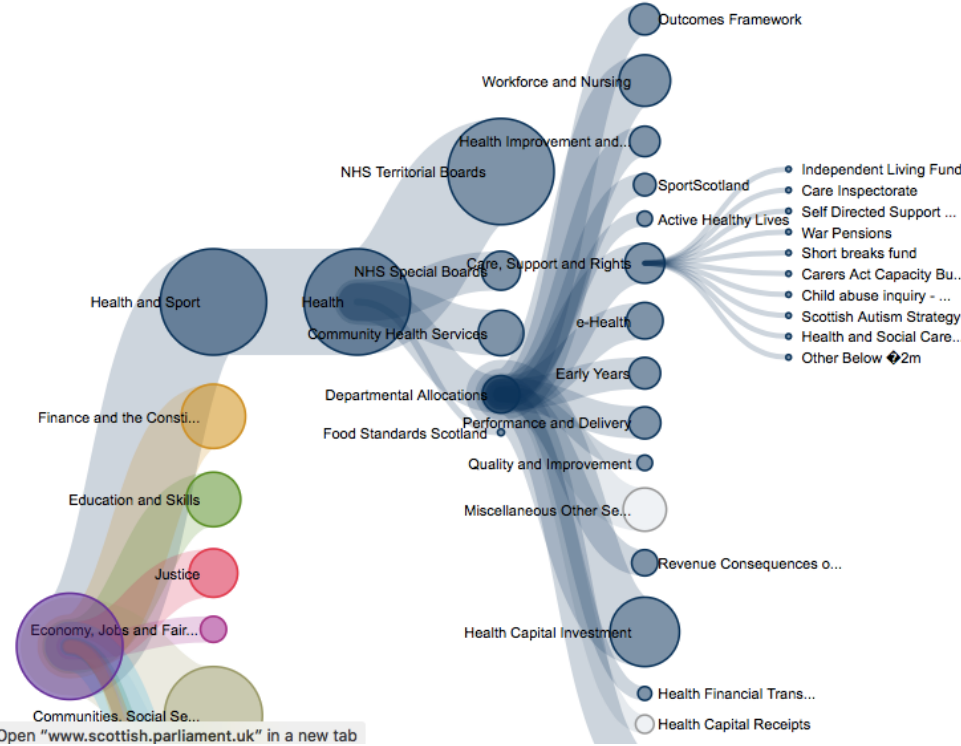 Outcomes Framework
Workforce and Nursing
Health Improvement and...
NHS Territorial Boards
SportScotland
Active Healthy Lives
Care, Support and Rights
NHS Special Boards
Independent Living Fund
Care Inspectorate
Self Directed Support ...
War Pensions
Short breaks fund
Carers Act Capacity Bu...
Child abuse inquiry - ...
Scottish Autism Strategy
Health and Social Care...
Other Below �2m
Health and Sport
Health
e-Health
Community Health Services
Early Years
Departmental Allocations
Performance and Delivery
Finance and the Consti...
Food Standards Scotland
Quality and Improvement
Education and Skills
Miscellaneous Other Se...
Revenue Consequences o...
Justice
Economy, Jobs and Fair...
Health Capital Investment
Health Financial Trans...
Communities, Social Se...
Health Capital Receipts
Open "www.scottish.parliament.uk" in a new tab